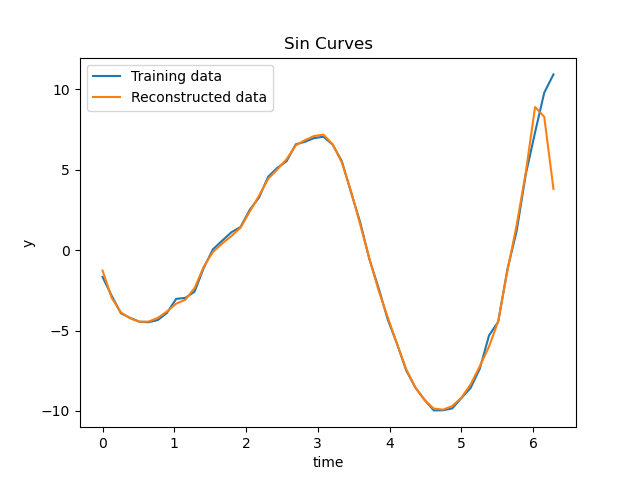 Sin Curves
Training data
Reconstructed data
10
5
0
−5
−10
y
0 1 2 3 4 5 6
time